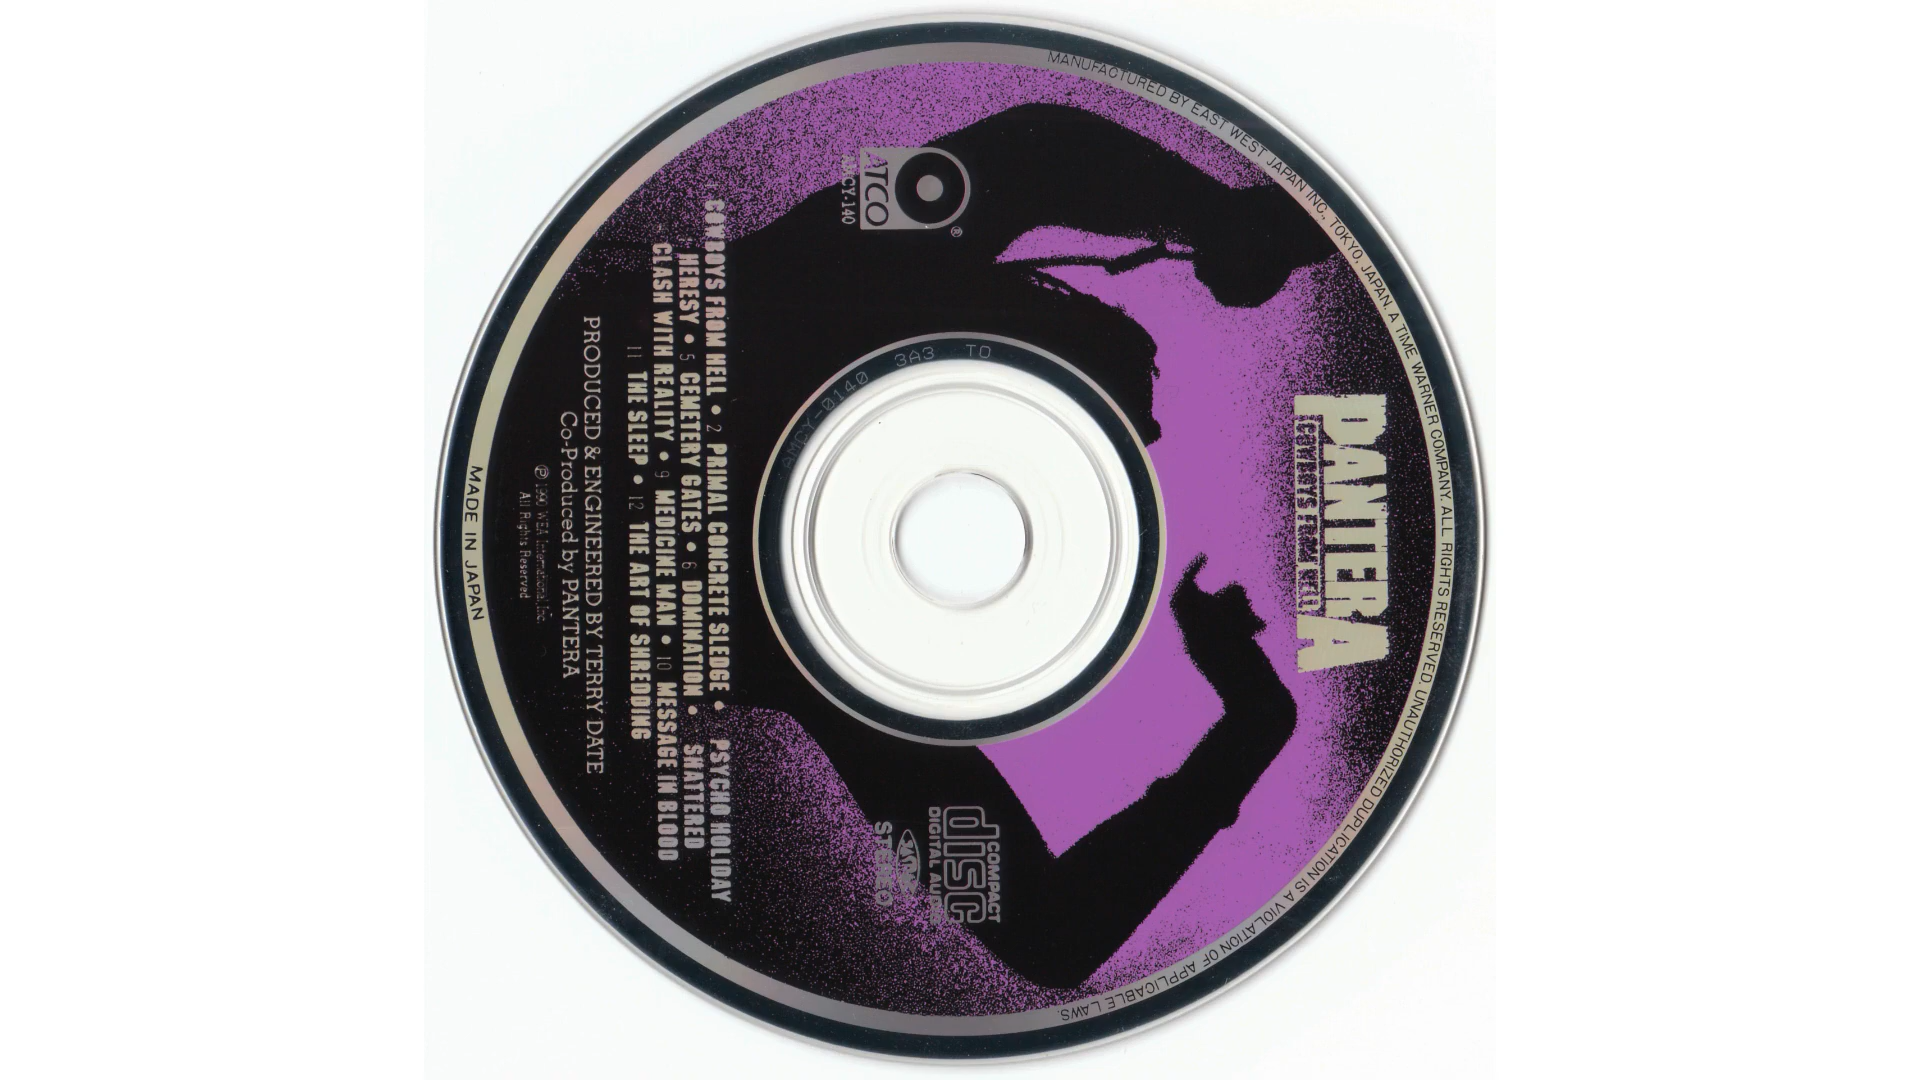 MANUFACTURED BY EAST WEST JAPAN INC., TOKYO, JAPAN. A TIME WARNER COMPANY. ALL RIGHTS RESERVED. UNAUTHORIZED DUPLICATION IS A VIOLATION OF APPLICABLE LAWS.
PANTERA
COWBOYS FROM HELL
ATCO
®
AMCY-140
COMPACT
disc
DIGITAL AUDIO
STEREO
COWBOYS FROM HELL • 2 PRIMAL CONCRETE SLEDGE • PSYCHO HOLIDAY
HERESY • 5 CEMETERY GATES • 6 DOMINATION • SHATTERED
CLASH WITH REALITY • 9 MEDICINE MAN • 10 MESSAGE IN BLOOD
11 THE SLEEP • 12 THE ART OF SHREDDING
PRODUCED & ENGINEERED BY TERRY DATE
Co-Produced by PANTERA
℗ 1990 WEA International Inc.
All Rights Reserved
MADE IN JAPAN
AMCY-0140 3A3 TO